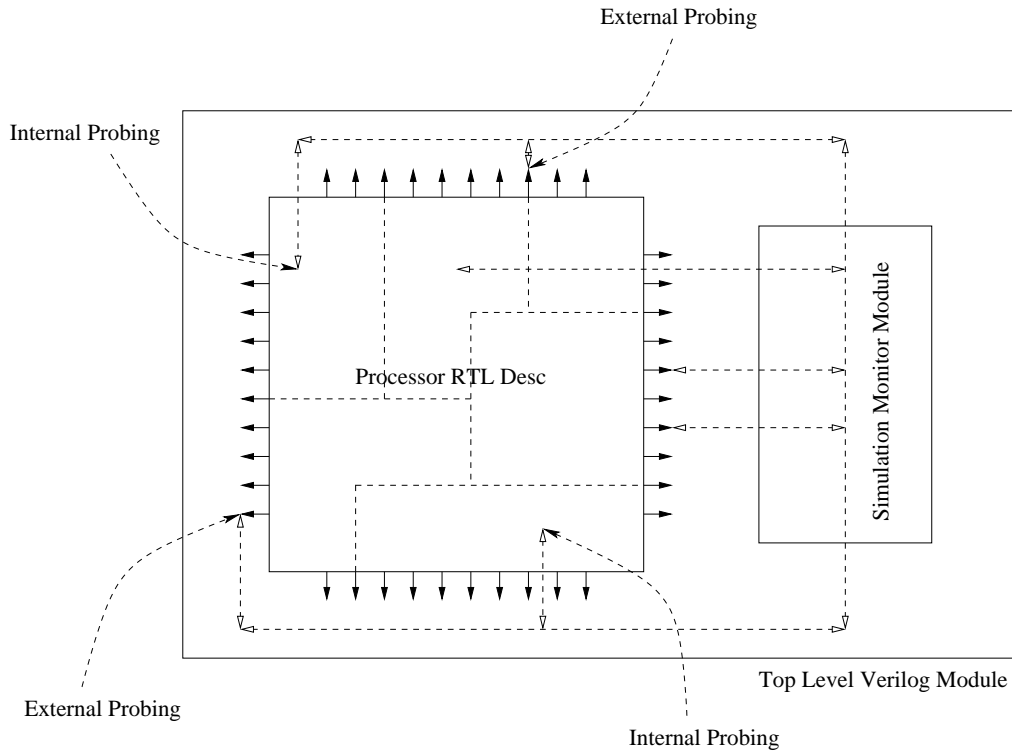 External Probing
Internal Probing
Processor RTL Desc
Simulation Monitor Module
Top Level Verilog Module
External Probing
Internal Probing